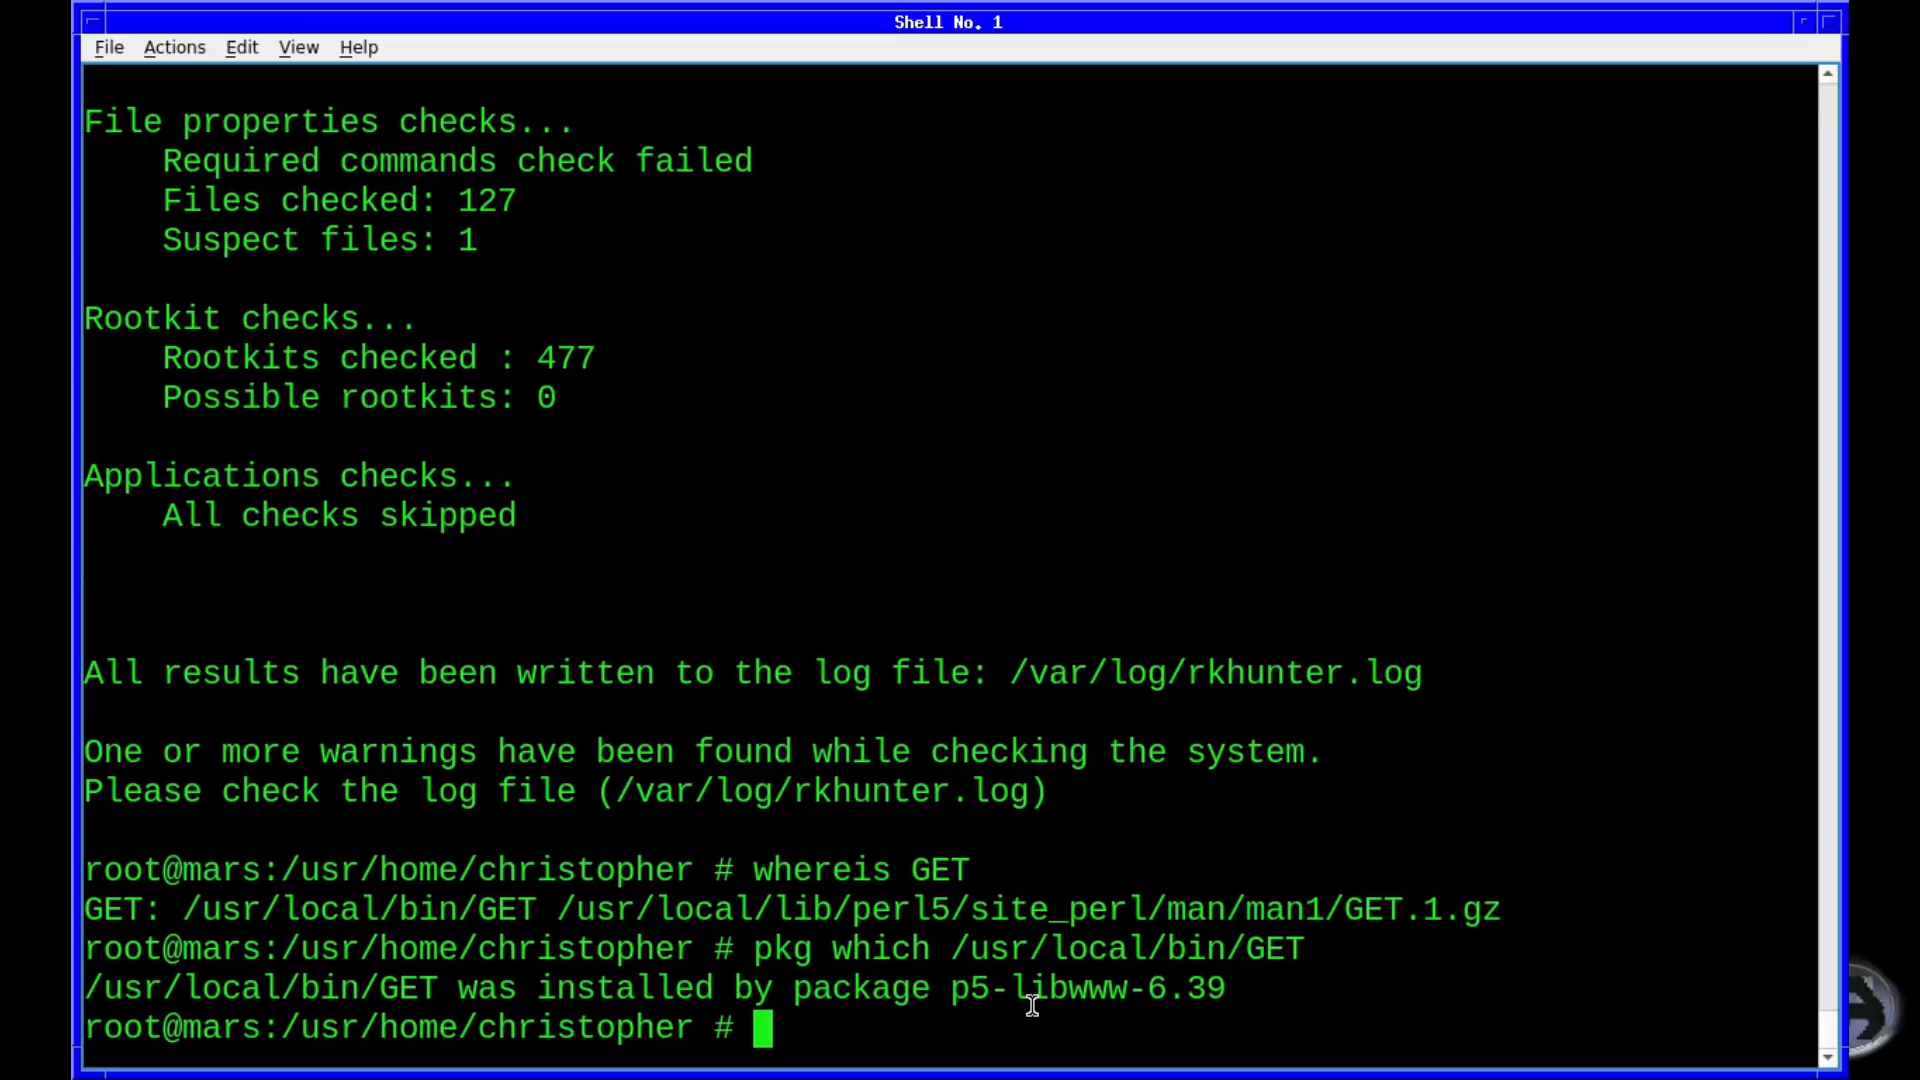 Shell No. 1
File Actions Edit View Help
File properties checks...
Required commands check failed
Files checked: 127
Suspect files: 1
Rootkit checks...
Rootkits checked : 477
Possible rootkits: 0
Applications checks...
All checks skipped
All results have been written to the log file: /var/log/rkhunter.log
One or more warnings have been found while checking the system.
Please check the log file (/var/log/rkhunter.log)
root@mars:/usr/home/christopher # whereis GET
GET: /usr/local/bin/GET /usr/local/lib/perl5/site_perl/man/man1/GET.1.gz
root@mars:/usr/home/christopher # pkg which /usr/local/bin/GET
/usr/local/bin/GET was installed by package p5-libwww-6.39
root@mars:/usr/home/christopher #